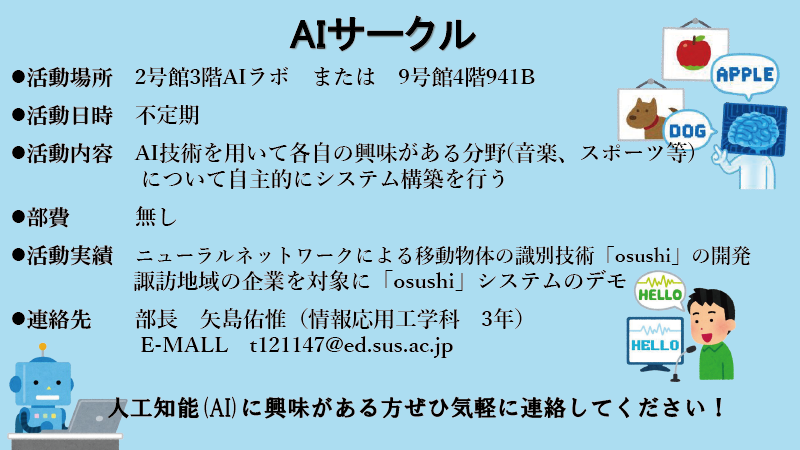 AIサークル
●活動場所 2号館3階AIラボ または 9号館4階941B
●活動日時 不定期
●活動内容 AI技術を用いて各自の興味がある分野(音楽、スポーツ等)
について自主的にシステム構築を行う
●部費 無し
●活動実績 ニューラルネットワークによる移動物体の識別技術「osushi」の開発
諏訪地域の企業を対象に「osushi」システムのデモ
●連絡先 部長 矢島佑惟（情報応用工学科 3年）
E-MALL t121147@ed.sus.ac.jp
人工知能(AI)に興味がある方ぜひ気軽に連絡してください！
APPLE
DOG
HELLO
HELLO